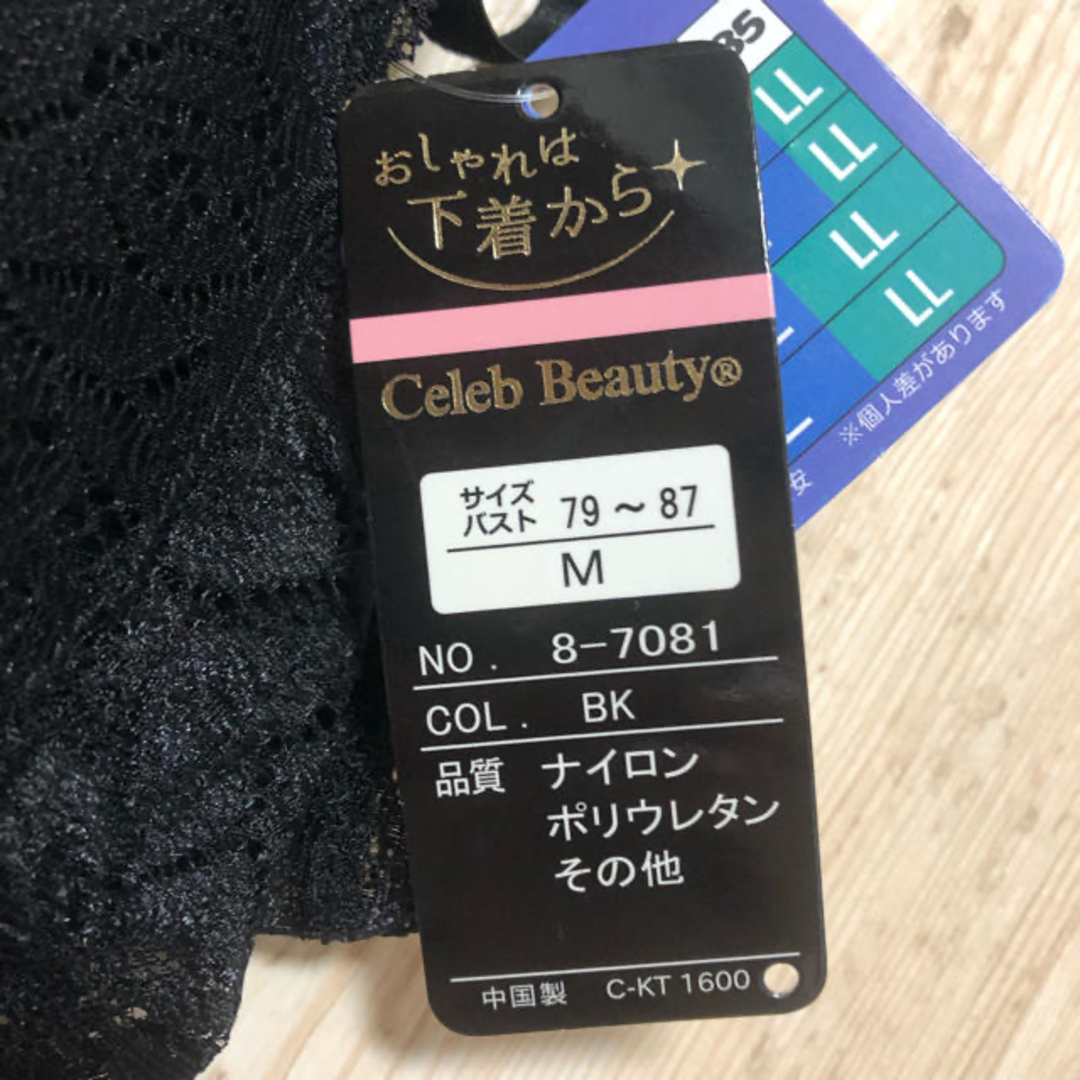 おしゃれは
下着から
Celeb Beauty®
サイズ
バスト 79～87
M
NO. 8-7081
COL. BK
品質 ナイロン
ポリウレタン
その他
中国製 C-KT 1600
85
LL
LL
LL
LL
L
※個人差があります
安